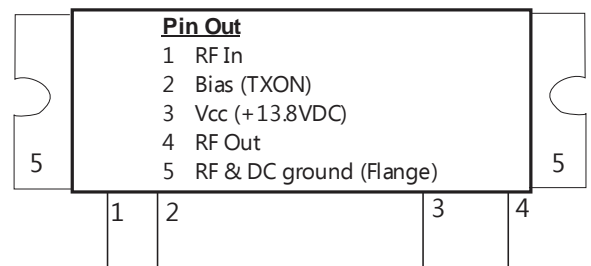 Pin Out
1 RF In
2 Bias (TXON)
3 Vcc (+13.8VDC)
4 RF Out
5 RF & DC ground (Flange)
5 5
1 2 3 4